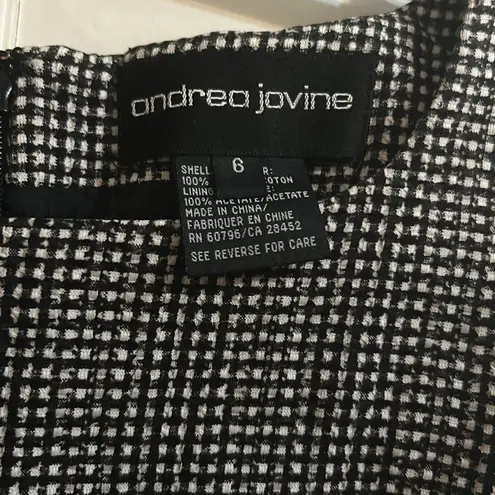 andrea jovine
6
SHELL R:
100% OTON
LINING E:
100% ACETATE/ACETATE
MADE IN CHINA/
FABRIQUER EN CHINE
RN 60796/CA 28452
SEE REVERSE FOR CARE